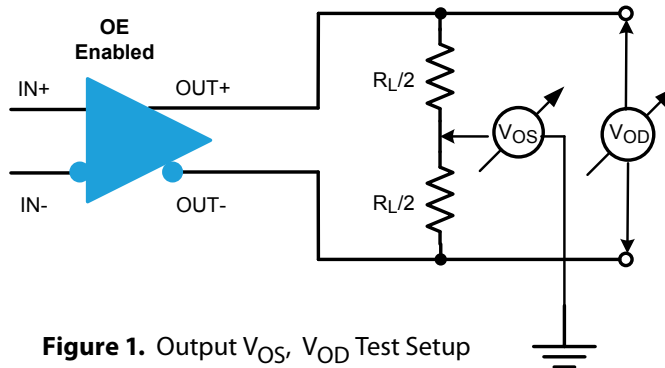 OE
Enabled
IN+
OUT+
IN-
OUT-
RL/2
VOS
VOD
RL/2
Figure 1. Output VOS, VOD Test Setup